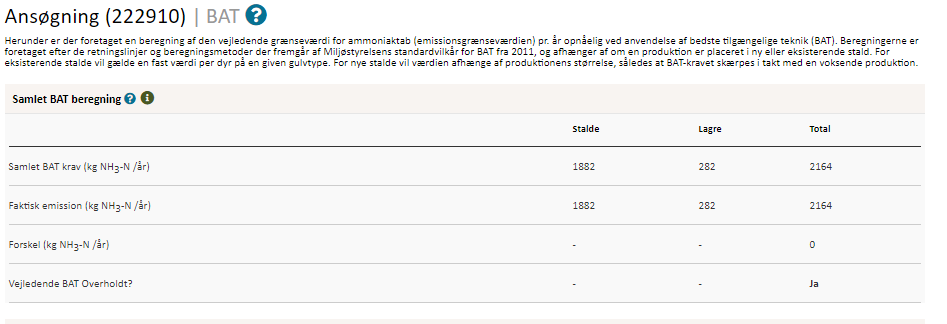 Ansøgning (222910) | BAT ?
Herunder er der foretaget en beregning af den vejledende grænseværdi for ammoniaktab (emissionsgrænseværdien) pr. år opnåelig ved anvendelse af bedste tilgængelige teknik (BAT). Beregningerne er
foretaget efter de retningslinjer og beregningsmetoder der fremgår af Miljøstyrelsens standardvilkår for BAT fra 2011, og afhænger af om en produktion er placeret i ny eller eksisterende stald. For
eksisterende stalde vil gælde en fast værdi per dyr på en given gulvtype. For nye stalde vil værdien afhænge af produktionens størrelse, således at BAT-kravet skærpes i takt med en voksende produktion.
Samlet BAT beregning ? i
Stalde Lagre Total
Samlet BAT krav (kg NH3-N /år) 1882 282 2164
Faktisk emission (kg NH3-N /år) 1882 282 2164
Forskel (kg NH3-N /år) - - 0
Vejledende BAT Overholdt? - - Ja